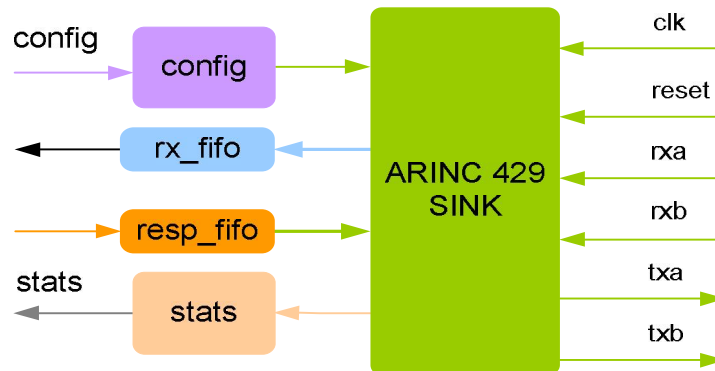 config
config
rx_fifo
resp_fifo
stats
stats
ARINC 429
SINK
clk
reset
rxa
rxb
txa
txb